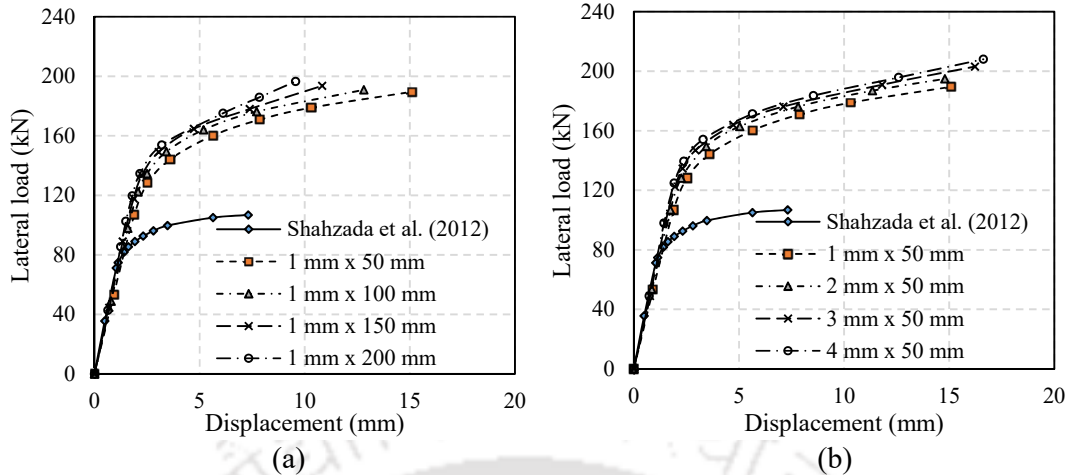 240
200
160
120
80
40
0
Lateral load (kN)
Shahzada et al. (2012)
1 mm x 50 mm
1 mm x 100 mm
1 mm x 150 mm
1 mm x 200 mm
0 5 10 15 20
Displacement (mm)
(a)
240
200
160
120
80
40
0
Lateral load (kN)
Shahzada et al. (2012)
1 mm x 50 mm
2 mm x 50 mm
3 mm x 50 mm
4 mm x 50 mm
0 5 10 15 20
Displacement (mm)
(b)